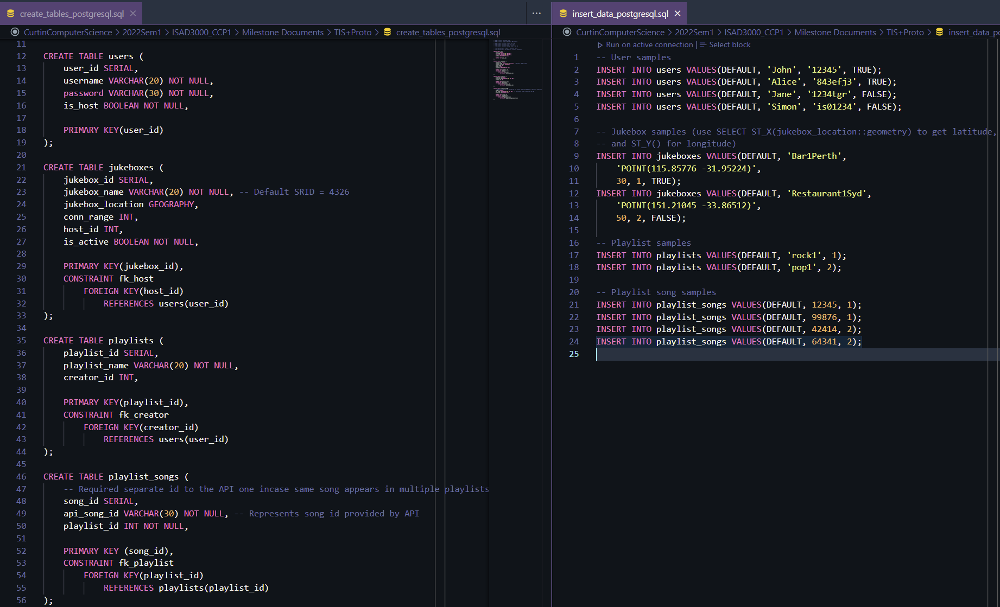 create_tables_postgresql.sql
CurtinComputerScience > 2022Sem1 > ISAD3000_CCP1 > Milestone Documents > TIS+Proto > create_tables_postgresql.sql
11
12 CREATE TABLE users (
13     user_id SERIAL,
14     username VARCHAR(20) NOT NULL,
15     password VARCHAR(30) NOT NULL,
16     is_host BOOLEAN NOT NULL,
17
18     PRIMARY KEY(user_id)
19 );
20
21 CREATE TABLE jukeboxes (
22     jukebox_id SERIAL,
23     jukebox_name VARCHAR(20) NOT NULL, -- Default SRID = 4326
24     jukebox_location GEOGRAPHY,
25     conn_range INT,
26     host_id INT,
27     is_active BOOLEAN NOT NULL,
28
29     PRIMARY KEY(jukebox_id),
30     CONSTRAINT fk_host
31         FOREIGN KEY(host_id)
32             REFERENCES users(user_id)
33 );
34
35 CREATE TABLE playlists (
36     playlist_id SERIAL,
37     playlist_name VARCHAR(20) NOT NULL,
38     creator_id INT,
39
40     PRIMARY KEY(playlist_id),
41     CONSTRAINT fk_creator
42         FOREIGN KEY(creator_id)
43             REFERENCES users(user_id)
44 );
45
46 CREATE TABLE playlist_songs (
47     -- Required separate id to the API one incase same song appears in multiple playlists
48     song_id SERIAL,
49     api_song_id VARCHAR(30) NOT NULL, -- Represents song id provided by API
50     playlist_id INT NOT NULL,
51
52     PRIMARY KEY (song_id),
53     CONSTRAINT fk_playlist
54         FOREIGN KEY(playlist_id)
55             REFERENCES playlists(playlist_id)
56 );
insert_data_postgresql.sql
CurtinComputerScience > 2022Sem1 > ISAD3000_CCP1 > Milestone Documents > TIS+Proto > insert_data_po
Run on active connection | Select block
1 -- User samples
2 INSERT INTO users VALUES(DEFAULT, 'John', '12345', TRUE);
3 INSERT INTO users VALUES(DEFAULT, 'Alice', '843efj3', TRUE);
4 INSERT INTO users VALUES(DEFAULT, 'Jane', '1234tgr', FALSE);
5 INSERT INTO users VALUES(DEFAULT, 'Simon', 'is01234', FALSE);
6
7 -- Jukebox samples (use SELECT ST_X(jukebox_location::geometry) to get latitude,
8 -- and ST_Y() for longitude)
9 INSERT INTO jukeboxes VALUES(DEFAULT, 'Bar1Perth',
10     'POINT(115.85776 -31.95224)',
11     30, 1, TRUE);
12 INSERT INTO jukeboxes VALUES(DEFAULT, 'Restaurant1Syd',
13     'POINT(151.21045 -33.86512)',
14     50, 2, FALSE);
15
16 -- Playlist samples
17 INSERT INTO playlists VALUES(DEFAULT, 'rock1', 1);
18 INSERT INTO playlists VALUES(DEFAULT, 'pop1', 2);
19
20 -- Playlist song samples
21 INSERT INTO playlist_songs VALUES(DEFAULT, 12345, 1);
22 INSERT INTO playlist_songs VALUES(DEFAULT, 99876, 1);
23 INSERT INTO playlist_songs VALUES(DEFAULT, 42414, 2);
24 INSERT INTO playlist_songs VALUES(DEFAULT, 64341, 2);
25